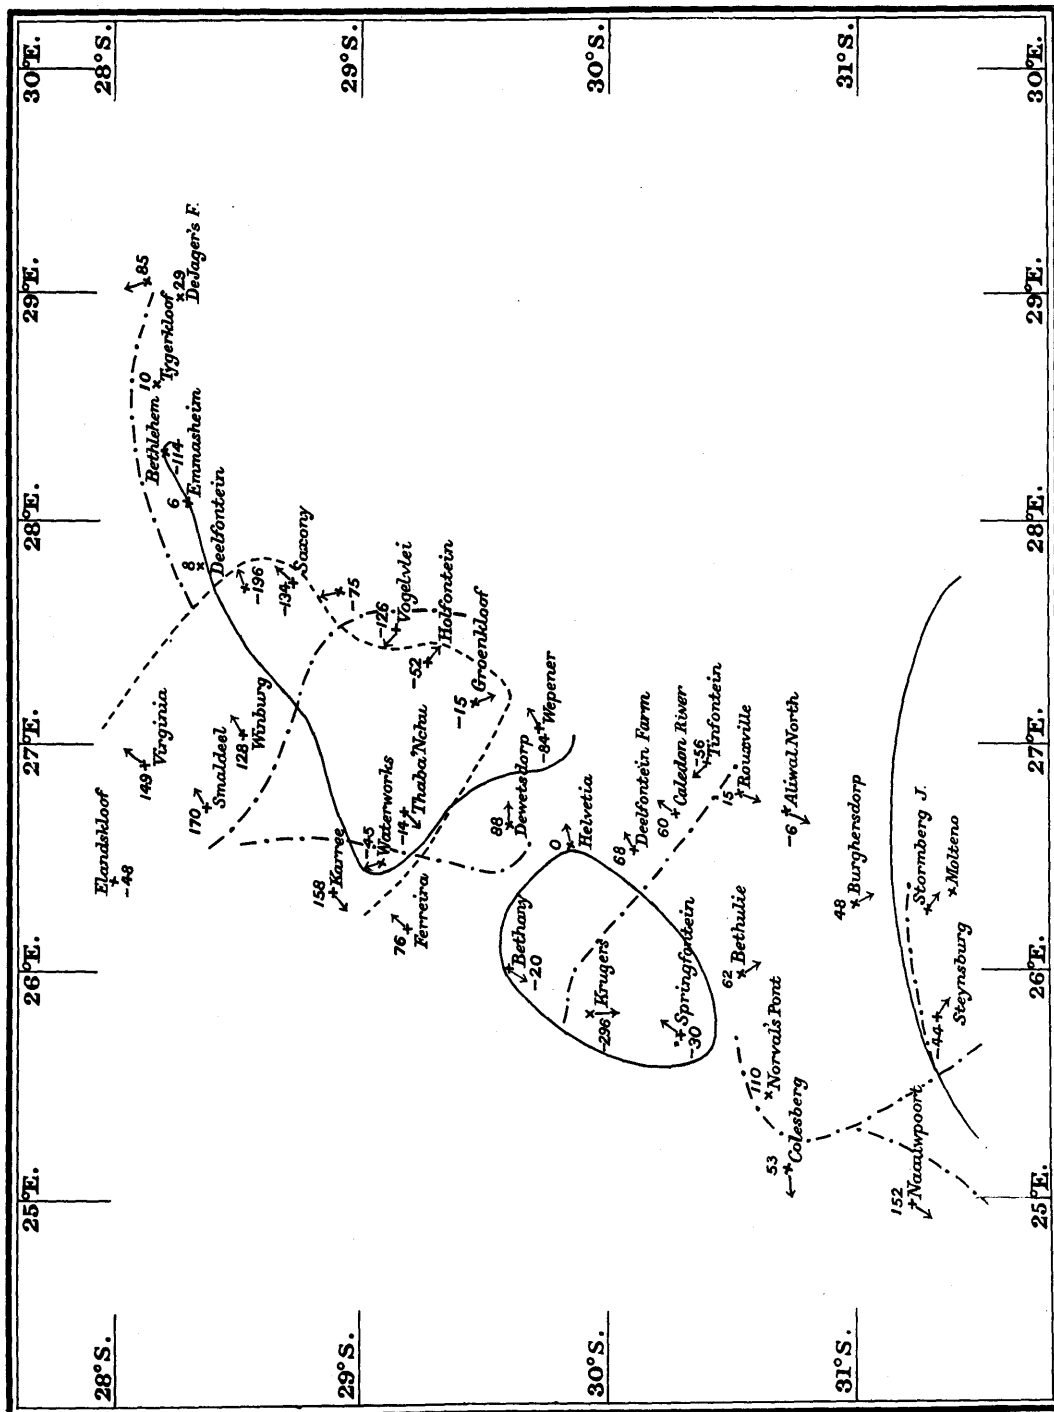 28°S.
29°S.
30°S.
31°S.
30°E.
30°E.
29°E.
29°E.
28°E.
28°E.
27°E.
27°E.
26°E.
26°E.
25°E.
25°E.
28°S.
29°S.
30°S.
31°S.
85
29
DeJager's F.
10
Tygerkloof
Bethlehem
-114
6
Emmasheim
8
Deelfontein
-196
-134
Saxony
-75
-126
Vogelvlei
-52
Holfontein
-15
Groenkloof
-84
Wepener
149
Virginia
128
Winburg
170
Smaldeel
Elandskloof
-48
158
Karree
-45
Waterworks
-14
Thaba'Nchu
76
Ferreira
88
Dewetsdorp
0
Helvetia
68
Deelfontein Farm
60
Caledon River
-56
Tinfontein
15
Rouxville
-6
Aliwal North
48
Burghersdorp
Stormberg J.
Molteno
-44
Steynsburg
Bethany
-20
-296
Krugers
Springfontein
-30
62
Bethulie
110
Norval's Pont
53
Colesberg
152
Naauwpoort